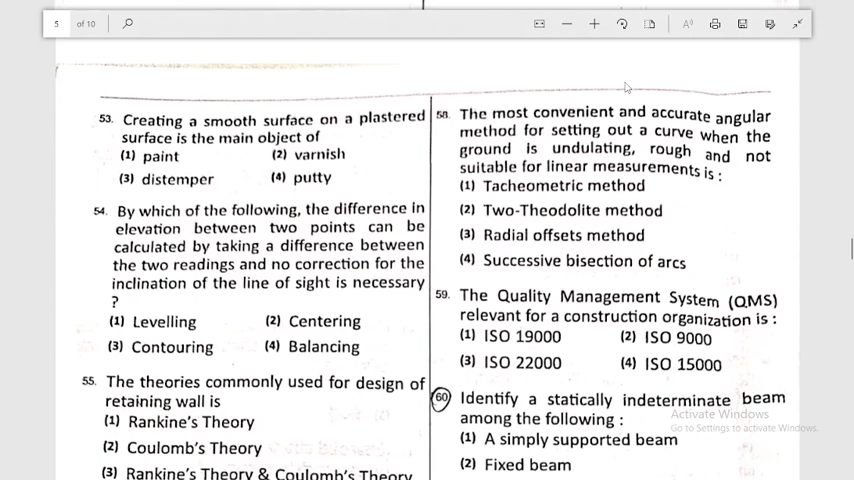 5 of 10
53. Creating a smooth surface on a plastered
surface is the main object of
(1) paint (2) varnish
(3) distemper (4) putty
54. By which of the following, the difference in
elevation between two points can be
calculated by taking a difference between
the two readings and no correction for the
inclination of the line of sight is necessary
?
(1) Levelling (2) Centering
(3) Contouring (4) Balancing
55. The theories commonly used for design of
retaining wall is
(1) Rankine's Theory
(2) Coulomb's Theory
(3) Rankine's Theory & Coulomb's Theory
58. The most convenient and accurate angular
method for setting out a curve when the
ground is undulating, rough and not
suitable for linear measurements is :
(1) Tacheometric method
(2) Two-Theodolite method
(3) Radial offsets method
(4) Successive bisection of arcs
59. The Quality Management System (QMS)
relevant for a construction organization is :
(1) ISO 19000 (2) ISO 9000
(3) ISO 22000 (4) ISO 15000
60 Identify a statically indeterminate beam
among the following :
(1) A simply supported beam
(2) Fixed beam
Activate Windows
Go to Settings to activate Windows.